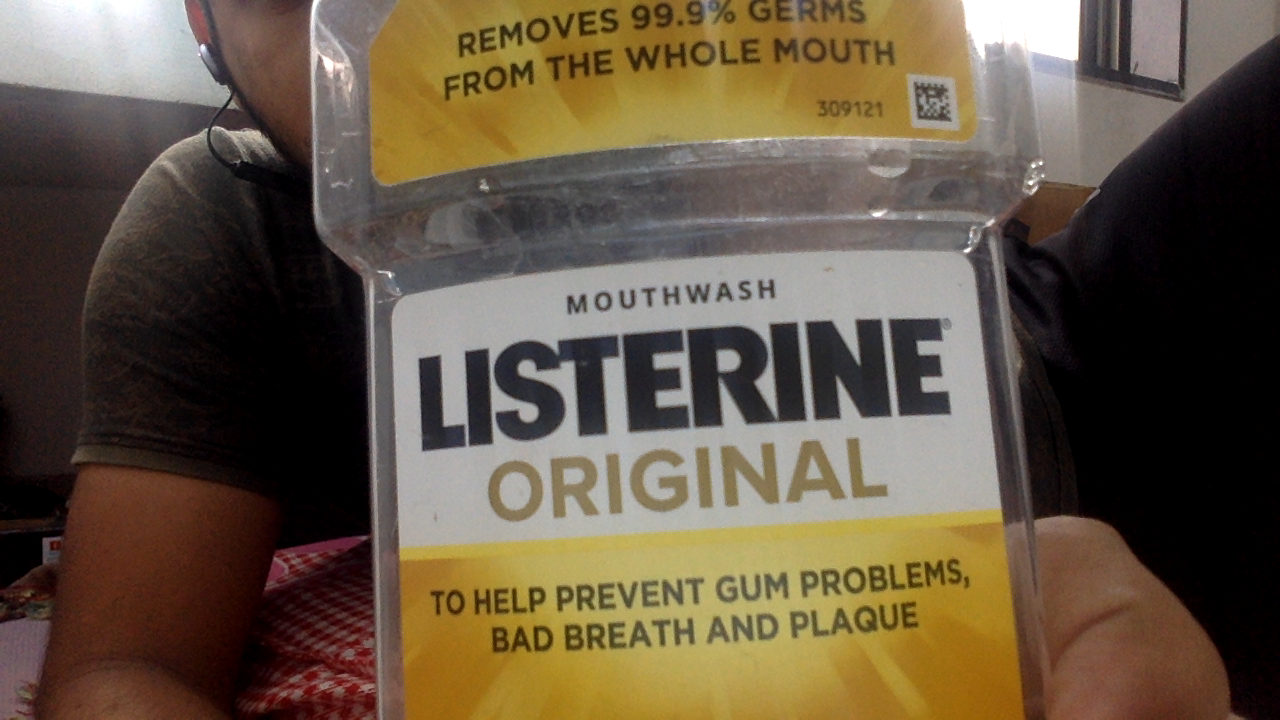 REMOVES 99.9% GERMS
FROM THE WHOLE MOUTH
309121
MOUTHWASH
LISTERINE®
ORIGINAL
TO HELP PREVENT GUM PROBLEMS,
BAD BREATH AND PLAQUE